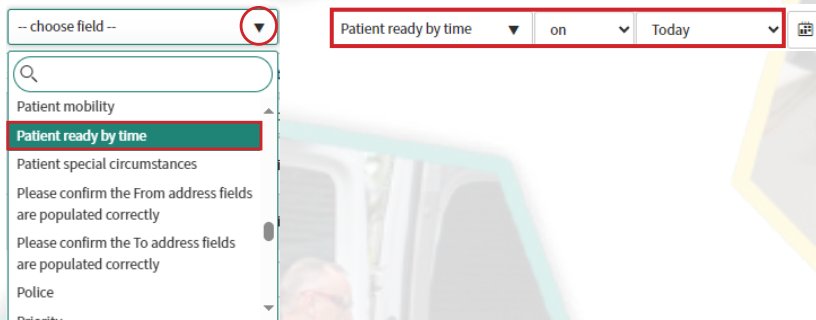 -- choose field --
Patient ready by time on Today
Patient mobility
Patient ready by time
Patient special circumstances
Please confirm the From address fields
are populated correctly
Please confirm the To address fields
are populated correctly
Police
Priority